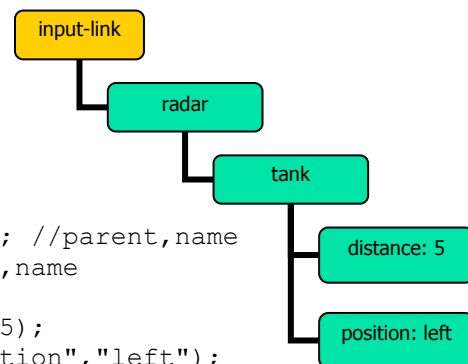 input-link
radar
tank
; //parent,name
,name
distance: 5
5);
position: left
tion","left");